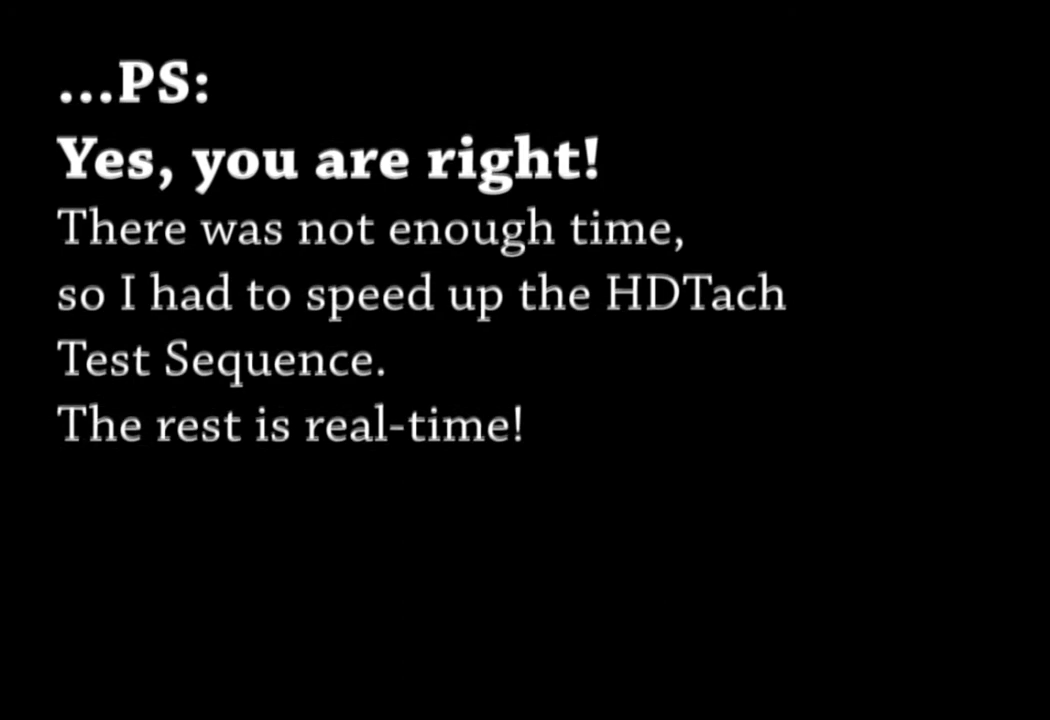 ...PS:
Yes, you are right!
There was not enough time,
so I had to speed up the HDTach
Test Sequence.
The rest is real-time!